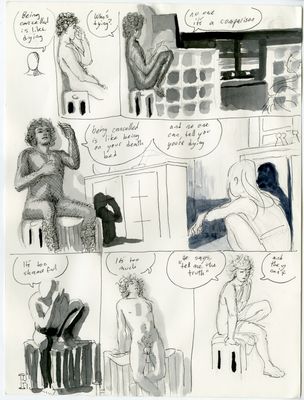 Being
cancelled
is like
dying
Who's
dying?
no one
it's a comparison
being cancelled
is like being
on your death
bed
and no one
can tell you
you're dying
It's too
shameful
It's too
much
he says
"tell me the
truth"
and they
can't